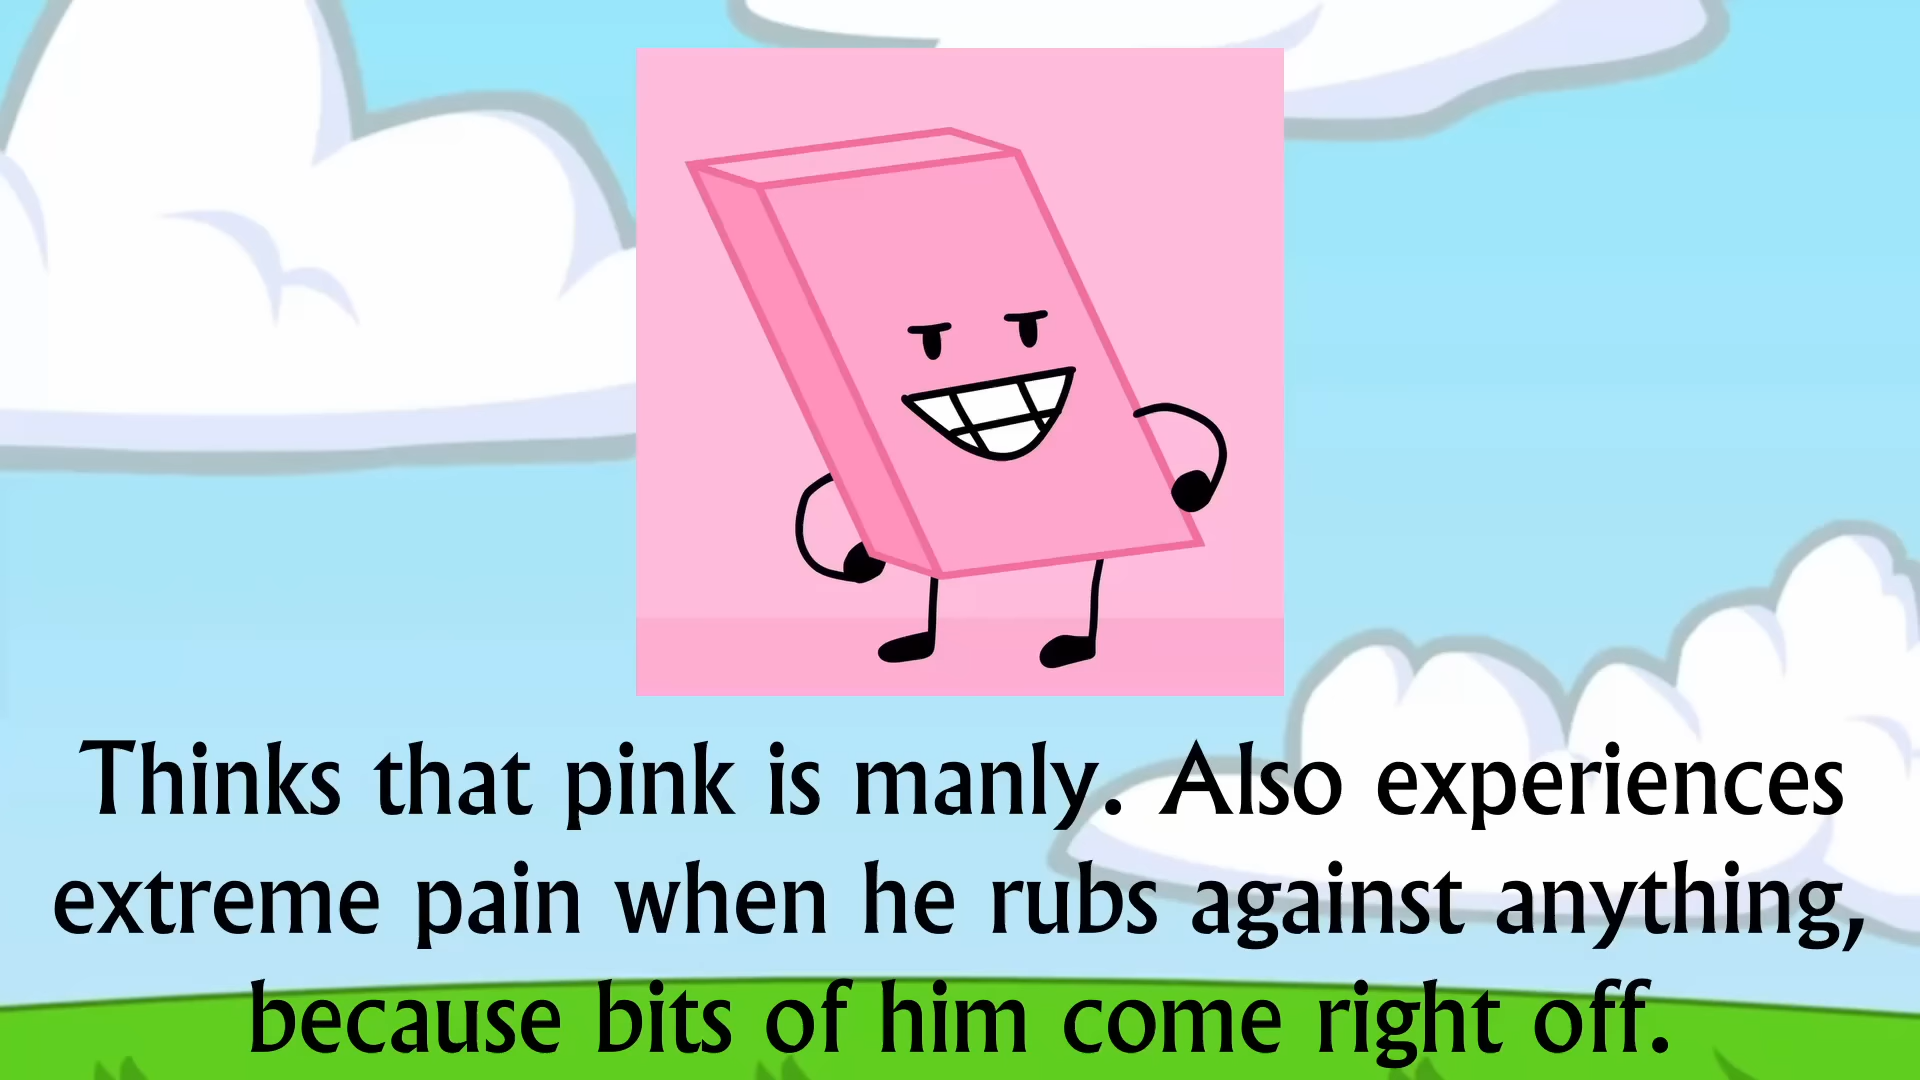 Thinks that pink is manly. Also experiences
extreme pain when he rubs against anything,
because bits of him come right off.